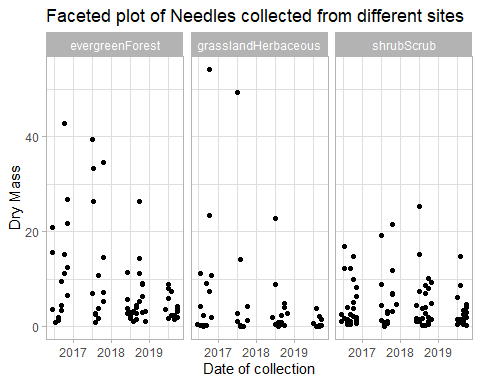 Faceted plot of Needles collected from different sites
evergreenForest grasslandHerbaceous shrubScrub
Dry Mass
40
20
0
2017 2018 2019 2017 2018 2019 2017 2018 2019
Date of collection